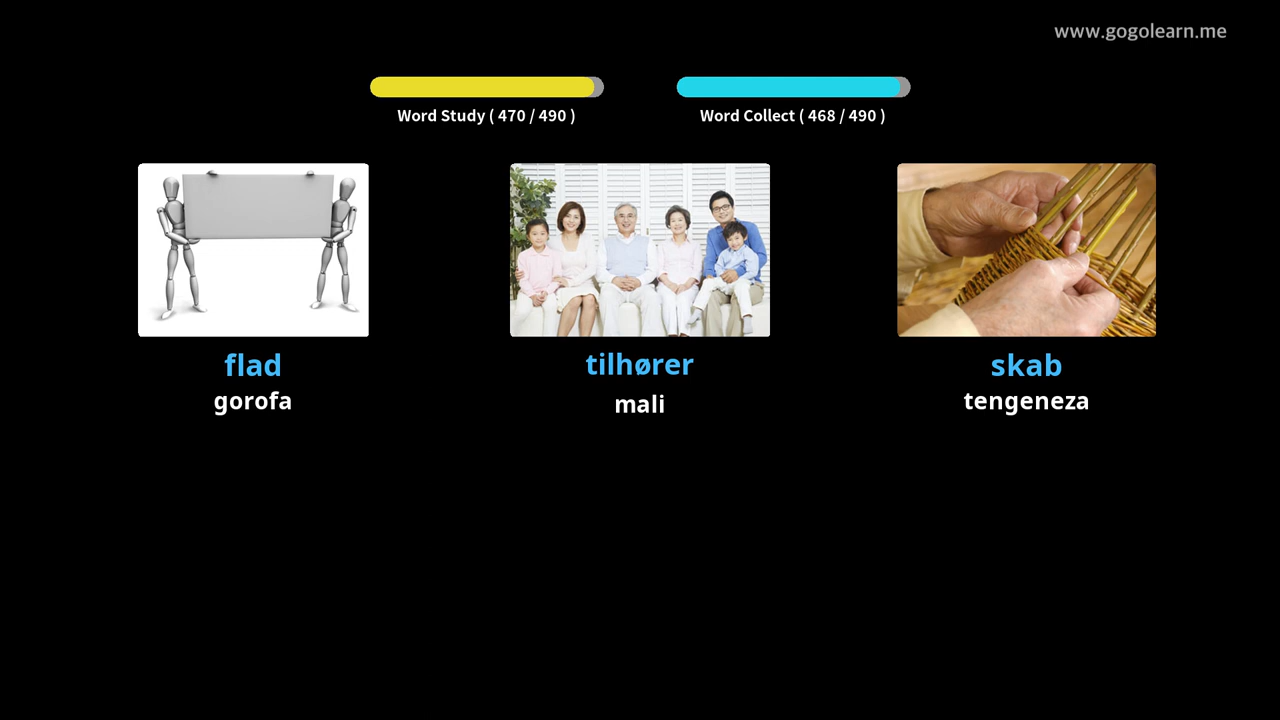 www.gogolearn.me
Word Study ( 470 / 490 )
Word Collect ( 468 / 490 )
flad
gorofa
tilhører
mali
skab
tengeneza